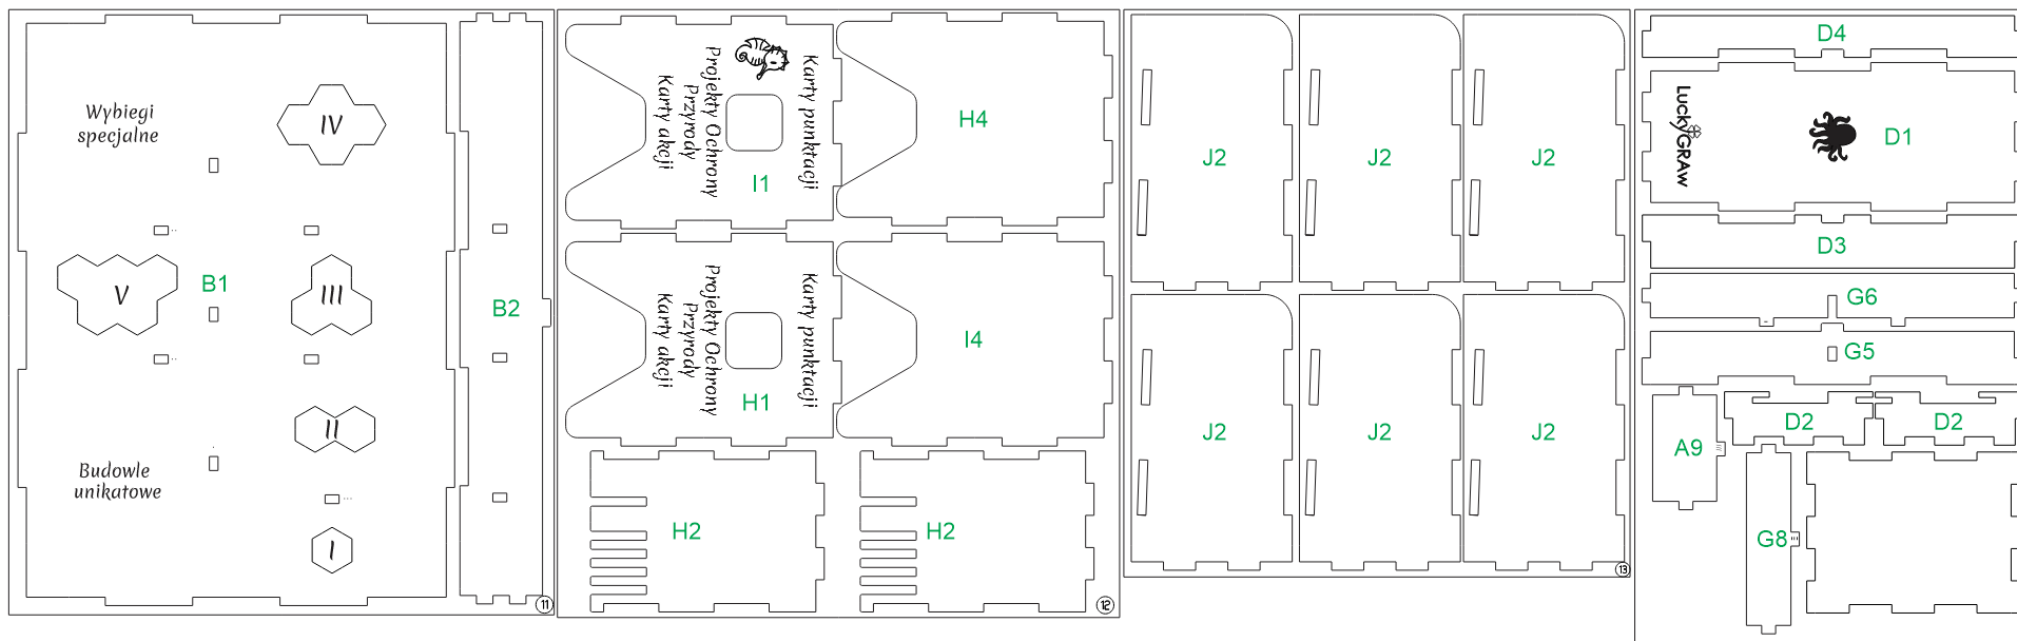 Wybiegi
specjalne
IV
V
B1
III
II
Budowle
unikatowe
I
B2
11
Karty punktacji
Projekty Ochrony
Przyrody
Karty akcji
I1
H4
Karty punktacji
Projekty Ochrony
Przyrody
Karty akcji
H1
I4
H2
H2
12
J2
J2
J2
J2
J2
J2
13
D4
LuckyGRAw
D1
D3
G6
G5
D2
D2
A9
G8